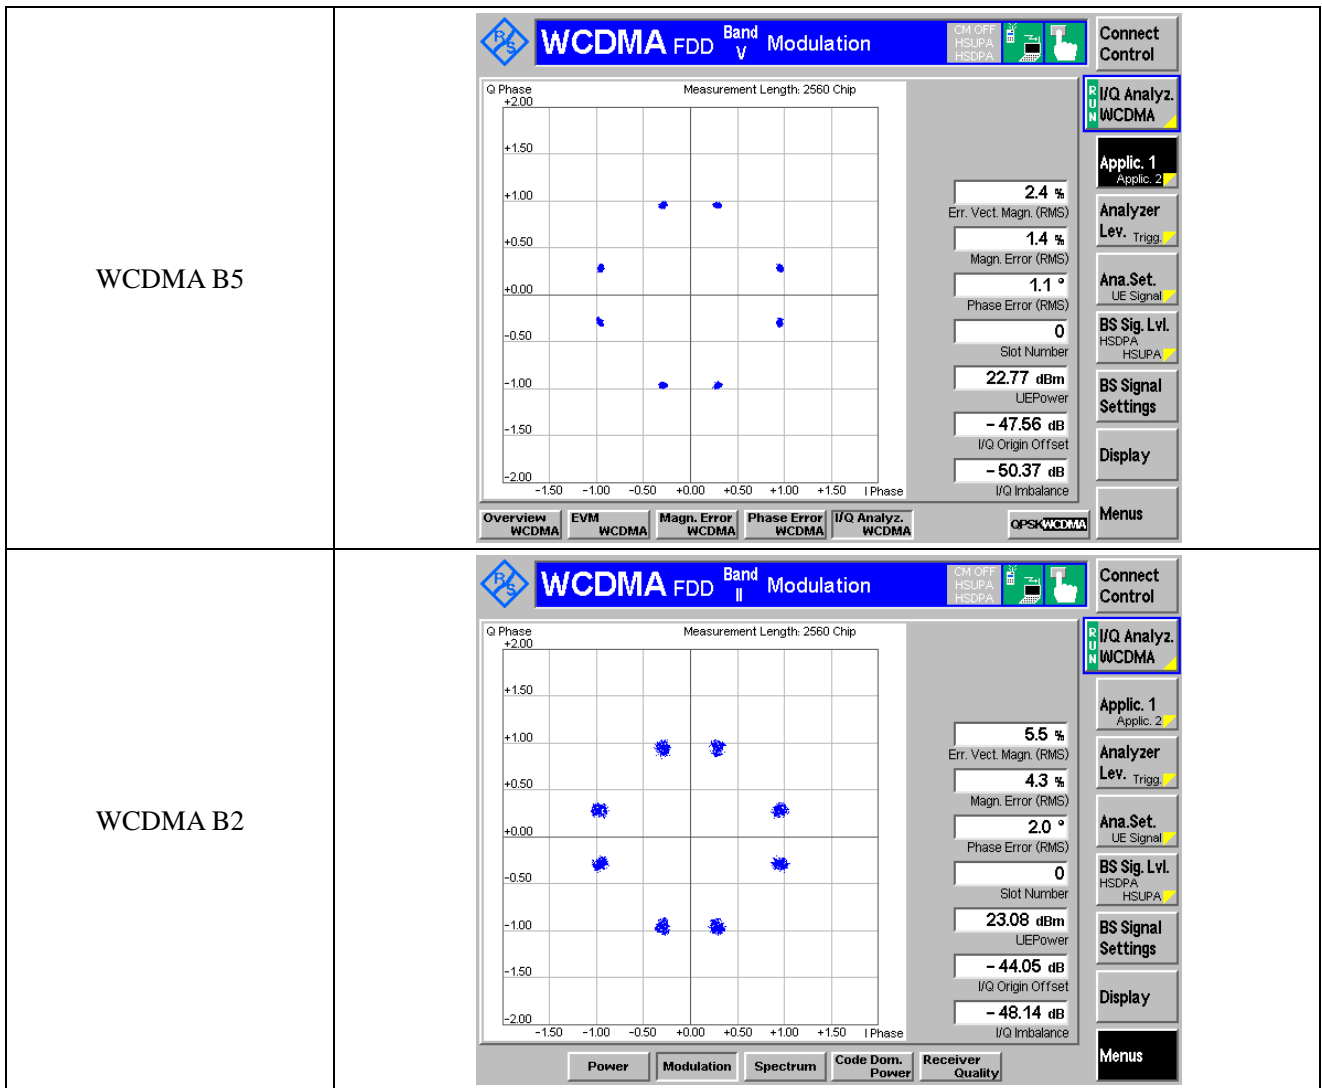 WCDMA B5
R&S
WCDMA FDD Band V Modulation
CM OFF
HSUPA
HSDPA
Connect
Control
Q Phase
Measurement Length: 2560 Chip
+2.00
+1.50
+1.00
+0.50
+0.00
-0.50
-1.00
-1.50
-2.00
-1.50 -1.00 -0.50 +0.00 +0.50 +1.00 +1.50 I Phase
2.4 %
Err. Vect. Magn. (RMS)
1.4 %
Magn. Error (RMS)
1.1 °
Phase Error (RMS)
0
Slot Number
22.77 dBm
UEPower
– 47.56 dB
I/Q Origin Offset
– 50.37 dB
I/Q Imbalance
RUN
I/Q Analyz.
WCDMA
Applic. 1
Applic. 2
Analyzer
Lev. Trigg.
Ana.Set.
UE Signal
BS Sig. Lvl.
HSDPA
HSUPA
BS Signal
Settings
Display
Menus
Overview WCDMA
EVM WCDMA
Magn. Error WCDMA
Phase Error WCDMA
I/Q Analyz. WCDMA
QPSK WCDMA
WCDMA B2
R&S
WCDMA FDD Band II Modulation
CM OFF
HSUPA
HSDPA
Connect
Control
Q Phase
Measurement Length: 2560 Chip
+2.00
+1.50
+1.00
+0.50
+0.00
-0.50
-1.00
-1.50
-2.00
-1.50 -1.00 -0.50 +0.00 +0.50 +1.00 +1.50 I Phase
5.5 %
Err. Vect. Magn. (RMS)
4.3 %
Magn. Error (RMS)
2.0 °
Phase Error (RMS)
0
Slot Number
23.08 dBm
UEPower
– 44.05 dB
I/Q Origin Offset
– 48.14 dB
I/Q Imbalance
RUN
I/Q Analyz.
WCDMA
Applic. 1
Applic. 2
Analyzer
Lev. Trigg.
Ana.Set.
UE Signal
BS Sig. Lvl.
HSDPA
HSUPA
BS Signal
Settings
Display
Menus
Power
Modulation
Spectrum
Code Dom. Power
Receiver Quality